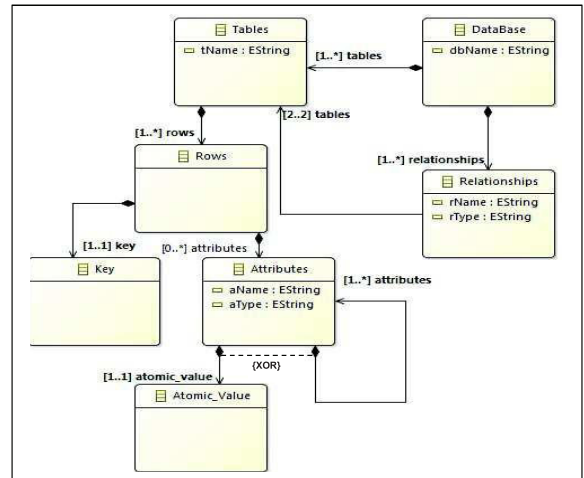 Tables
tName : EString
DataBase
dbName : EString
[1..*] tables
[2..2] tables
[1..*] rows
[1..*] relationships
Rows
Relationships
rName : EString
rType : EString
[1..1] key
[0..*] attributes
Key
Attributes
aName : EString
aType : EString
[1..*] attributes
{XOR}
[1..1] atomic_value
Atomic_Value